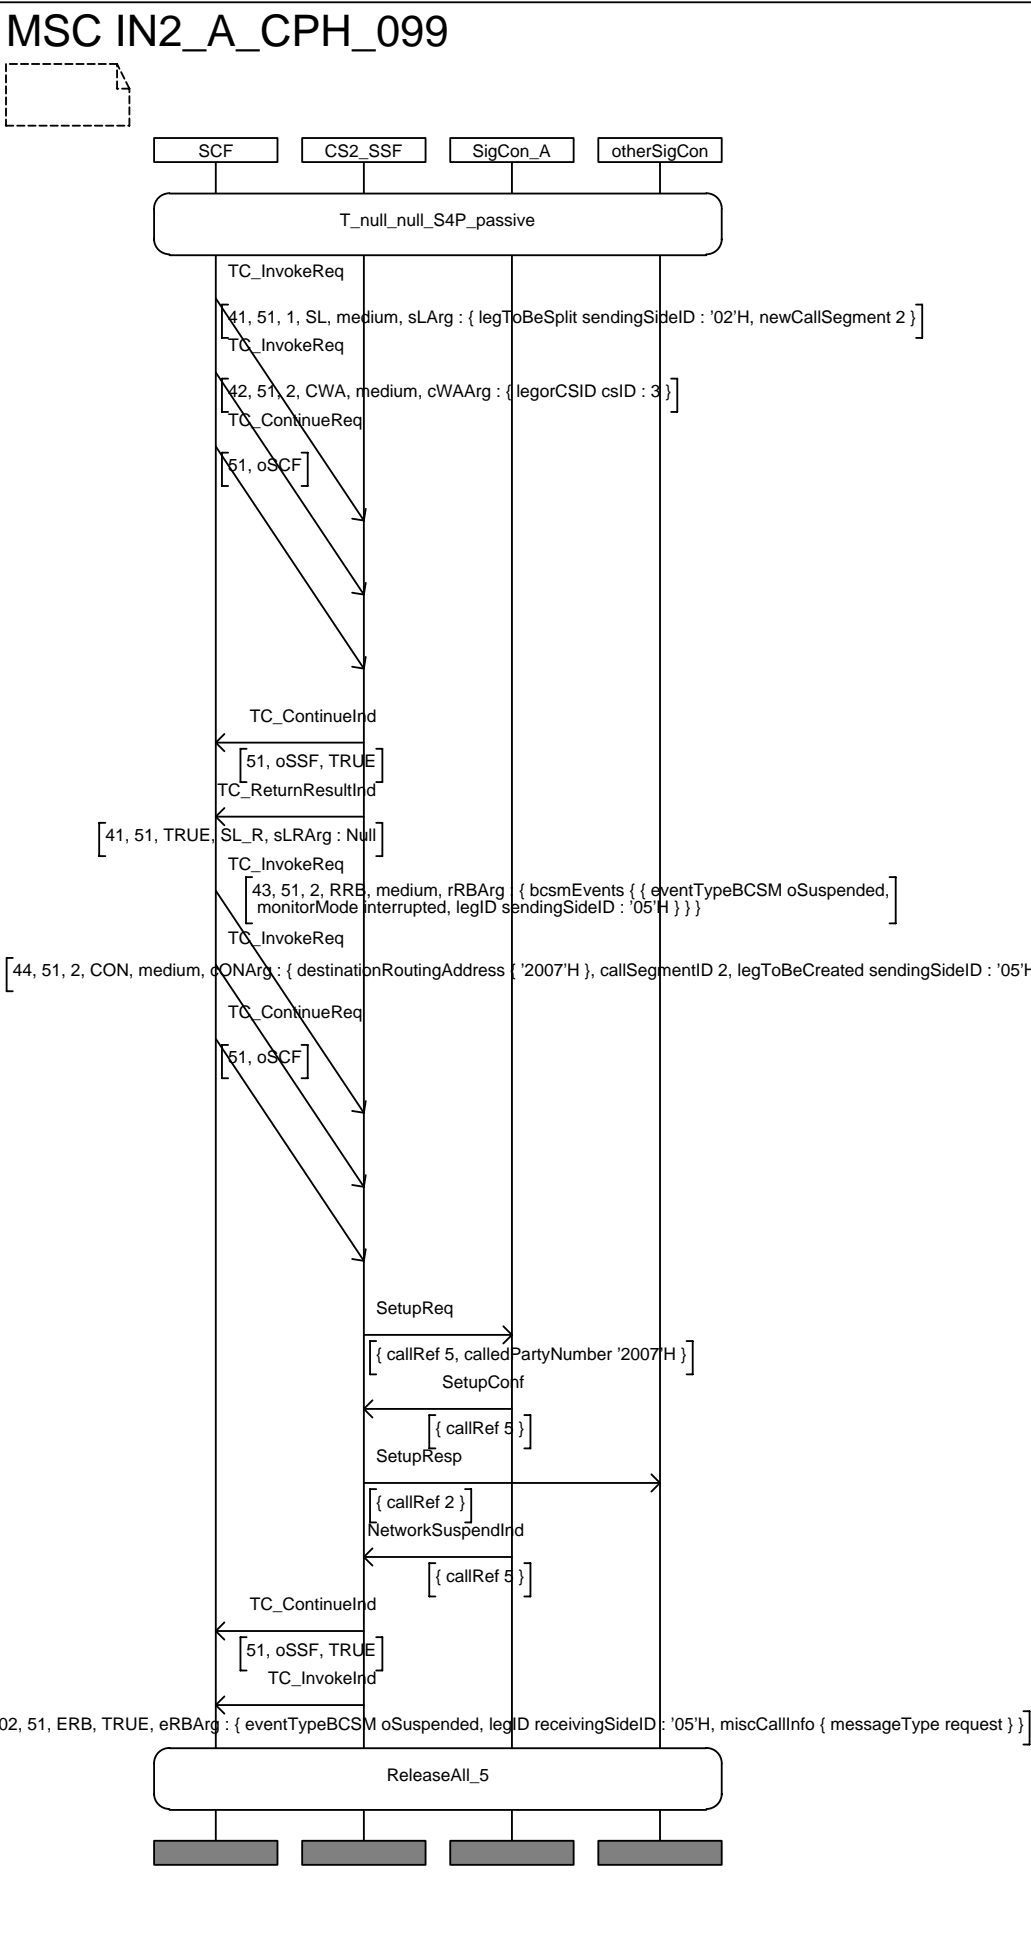 MSC IN2_A_CPH_099
SCF
CS2_SSF
SigCon_A
otherSigCon
T_null_null_S4P_passive
TC_InvokeReq
41, 51, 1, SL, medium, sLArg : { legToBeSplit sendingSideID : '02'H, newCallSegment 2 }
TC_InvokeReq
42, 51, 2, CWA, medium, cWAArg : { legorCSID csID : 3 }
TC_ContinueReq
51, oSCF
TC_ContinueInd
51, oSSF, TRUE
TC_ReturnResultInd
41, 51, TRUE, SL_R, sLRArg : Null
TC_InvokeReq
43, 51, 2, RRB, medium, rRBArg : { bcsmEvents { { eventTypeBCSM oSuspended,
monitorMode interrupted, legID sendingSideID : '05'H } } }
TC_InvokeReq
44, 51, 2, CON, medium, cONArg : { destinationRoutingAddress { '2007'H }, callSegmentID 2, legToBeCreated sendingSideID : '05'H
TC_ContinueReq
51, oSCF
SetupReq
{ callRef 5, calledPartyNumber '2007'H }
SetupConf
{ callRef 5 }
SetupResp
{ callRef 2 }
NetworkSuspendInd
{ callRef 5 }
TC_ContinueInd
51, oSSF, TRUE
TC_InvokeInd
02, 51, ERB, TRUE, eRBArg : { eventTypeBCSM oSuspended, legID receivingSideID : '05'H, miscCallInfo { messageType request } }
ReleaseAll_5